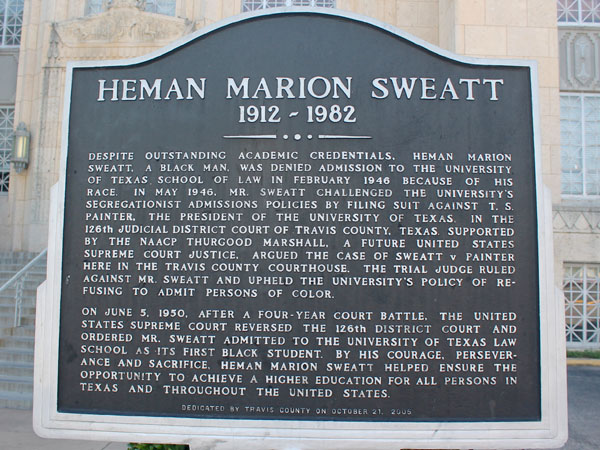 HEMAN MARION SWEATT
1912 - 1982
DESPITE OUTSTANDING ACADEMIC CREDENTIALS, HEMAN MARION
SWEATT, A BLACK MAN, WAS DENIED ADMISSION TO THE UNIVERSITY
OF TEXAS SCHOOL OF LAW IN FEBRUARY 1946 BECAUSE OF HIS
RACE. IN MAY 1946, MR. SWEATT CHALLENGED THE UNIVERSITY'S
SEGREGATIONIST ADMISSIONS POLICIES BY FILING SUIT AGAINST T. S.
PAINTER, THE PRESIDENT OF THE UNIVERSITY OF TEXAS, IN THE
126th JUDICIAL DISTRICT COURT OF TRAVIS COUNTY, TEXAS. SUPPORTED
BY THE NAACP THURGOOD MARSHALL, A FUTURE UNITED STATES
SUPREME COURT JUSTICE, ARGUED THE CASE OF SWEATT v PAINTER
HERE IN THE TRAVIS COUNTY COURTHOUSE. THE TRIAL JUDGE RULED
AGAINST MR. SWEATT AND UPHELD THE UNIVERSITY'S POLICY OF RE-
FUSING TO ADMIT PERSONS OF COLOR.
ON JUNE 5, 1950, AFTER A FOUR-YEAR COURT BATTLE, THE UNITED
STATES SUPREME COURT REVERSED THE 126th DISTRICT COURT AND
ORDERED MR. SWEATT ADMITTED TO THE UNIVERSITY OF TEXAS LAW
SCHOOL AS ITS FIRST BLACK STUDENT. BY HIS COURAGE, PERSEVER-
ANCE AND SACRIFICE, HEMAN MARION SWEATT HELPED ENSURE THE
OPPORTUNITY TO ACHIEVE A HIGHER EDUCATION FOR ALL PERSONS IN
TEXAS AND THROUGHOUT THE UNITED STATES.
DEDICATED BY TRAVIS COUNTY ON OCTOBER 21, 2005